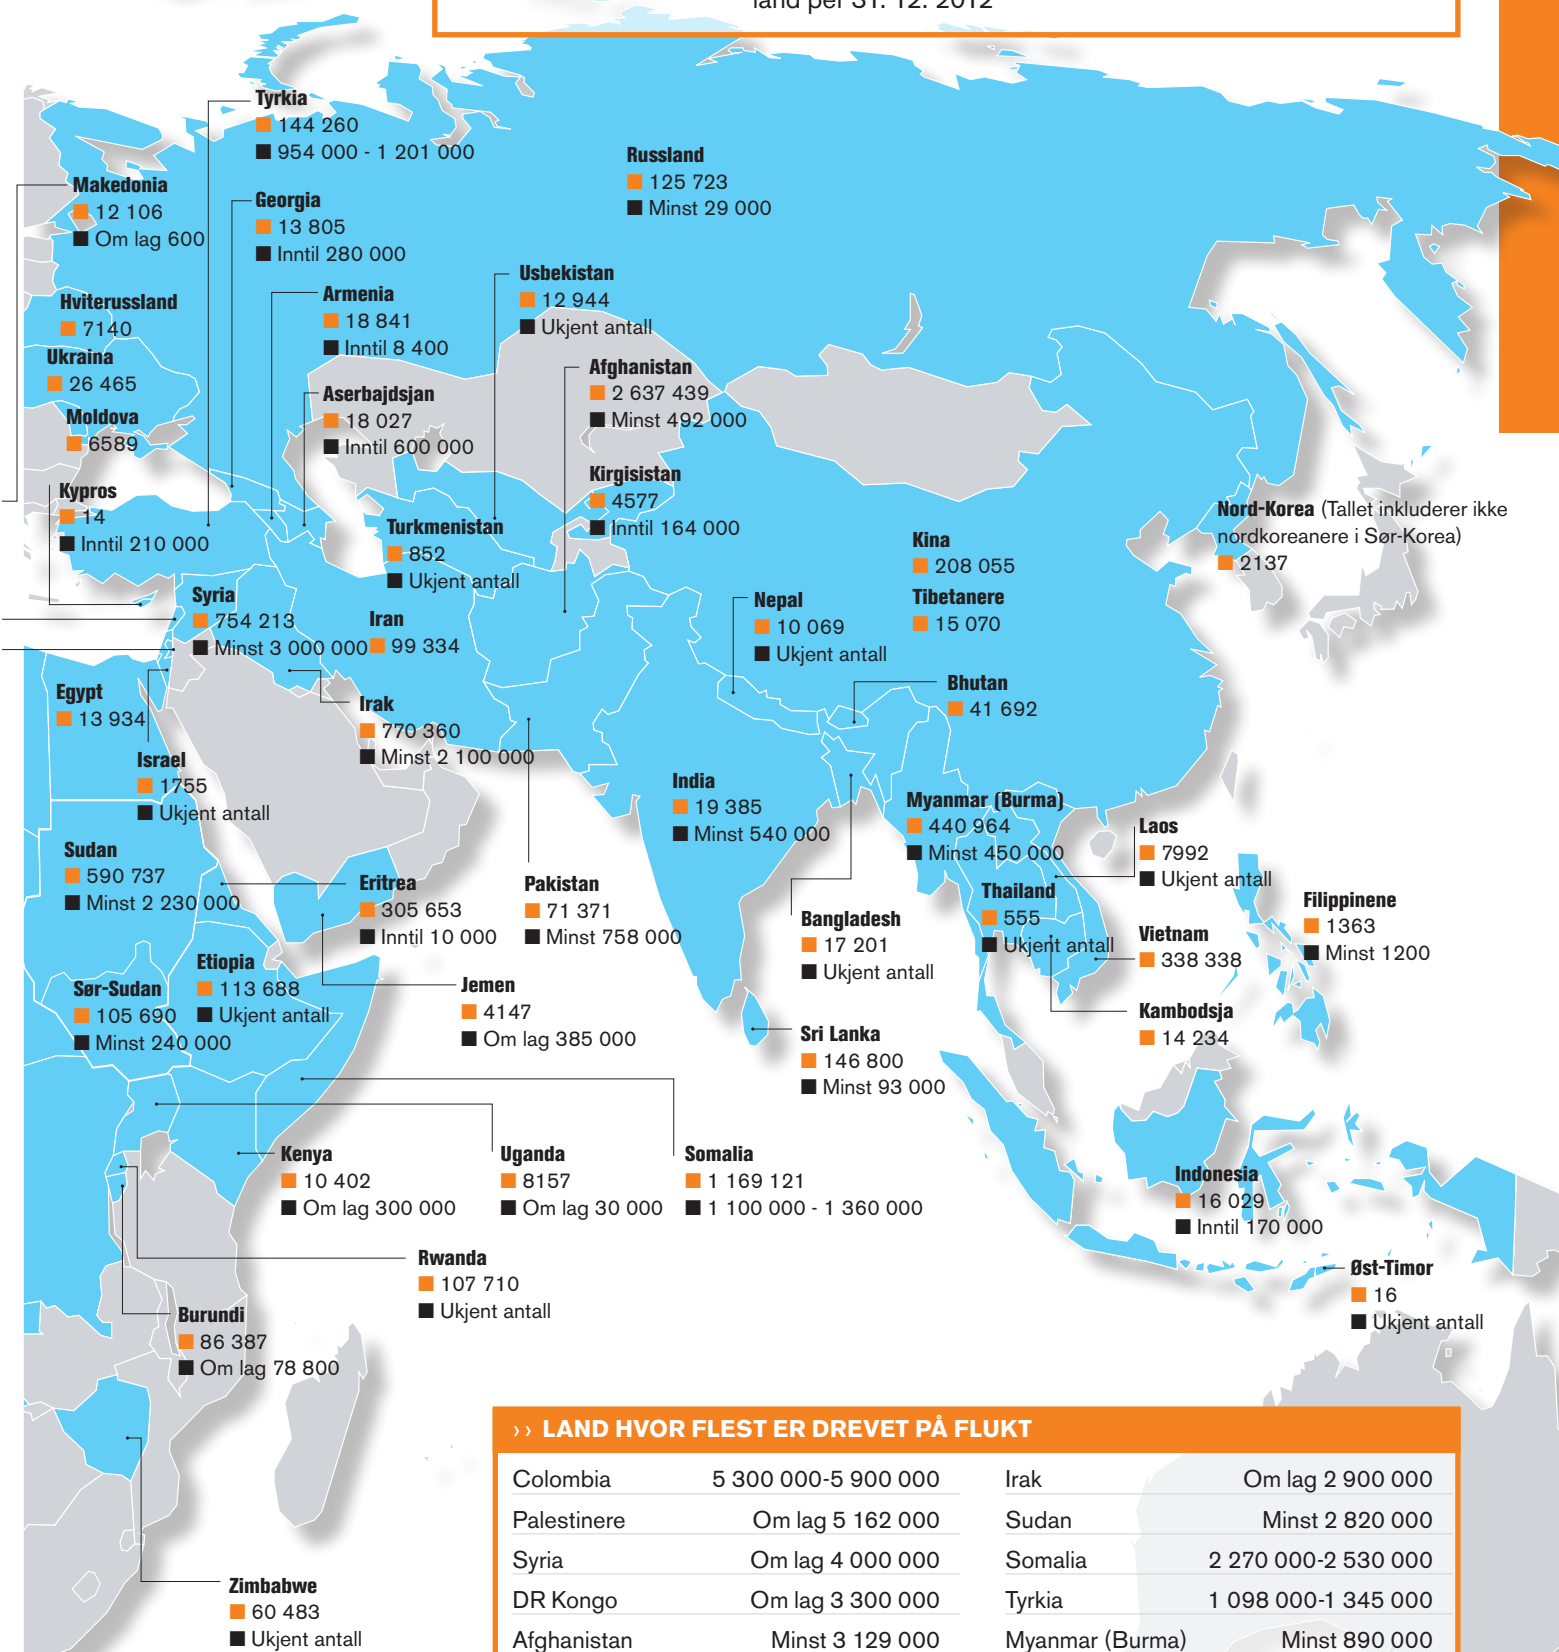 land per 31. 12. 2012
Tyrkia
144 260
954 000 - 1 201 000
Russland
125 723
Minst 29 000
Makedonia
12 106
Om lag 600
Georgia
13 805
Inntil 280 000
Usbekistan
12 944
Ukjent antall
Hviterussland
7140
Armenia
18 841
Inntil 8 400
Ukraina
26 465
Afghanistan
2 637 439
Minst 492 000
Aserbajdsjan
18 027
Inntil 600 000
Moldova
6589
Kirgisistan
4577
Inntil 164 000
Kypros
14
Inntil 210 000
Turkmenistan
852
Ukjent antall
Nord-Korea (Tallet inkluderer ikke
nordkoreanere i Sør-Korea)
2137
Kina
208 055
Tibetanere
15 070
Syria
754 213
Minst 3 000 000
Iran
99 334
Nepal
10 069
Ukjent antall
Egypt
13 934
Irak
770 360
Minst 2 100 000
Bhutan
41 692
Israel
1755
Ukjent antall
India
19 385
Minst 540 000
Myanmar (Burma)
440 964
Minst 450 000
Laos
7992
Ukjent antall
Sudan
590 737
Minst 2 230 000
Eritrea
305 653
Inntil 10 000
Pakistan
71 371
Minst 758 000
Thailand
555
Ukjent antall
Filippinene
1363
Minst 1200
Bangladesh
17 201
Ukjent antall
Vietnam
338 338
Etiopia
113 688
Ukjent antall
Sør-Sudan
105 690
Minst 240 000
Jemen
4147
Om lag 385 000
Kambodsja
14 234
Sri Lanka
146 800
Minst 93 000
Kenya
10 402
Om lag 300 000
Uganda
8157
Om lag 30 000
Somalia
1 169 121
1 100 000 - 1 360 000
Indonesia
16 029
Inntil 170 000
Rwanda
107 710
Ukjent antall
Øst-Timor
16
Ukjent antall
Burundi
86 387
Om lag 78 800
Zimbabwe
60 483
Ukjent antall
›› LAND HVOR FLEST ER DREVET PÅ FLUKT
Colombia 5 300 000-5 900 000
Palestinere Om lag 5 162 000
Syria Om lag 4 000 000
DR Kongo Om lag 3 300 000
Afghanistan Minst 3 129 000
Irak Om lag 2 900 000
Sudan Minst 2 820 000
Somalia 2 270 000-2 530 000
Tyrkia 1 098 000-1 345 000
Myanmar (Burma) Minst 890 000